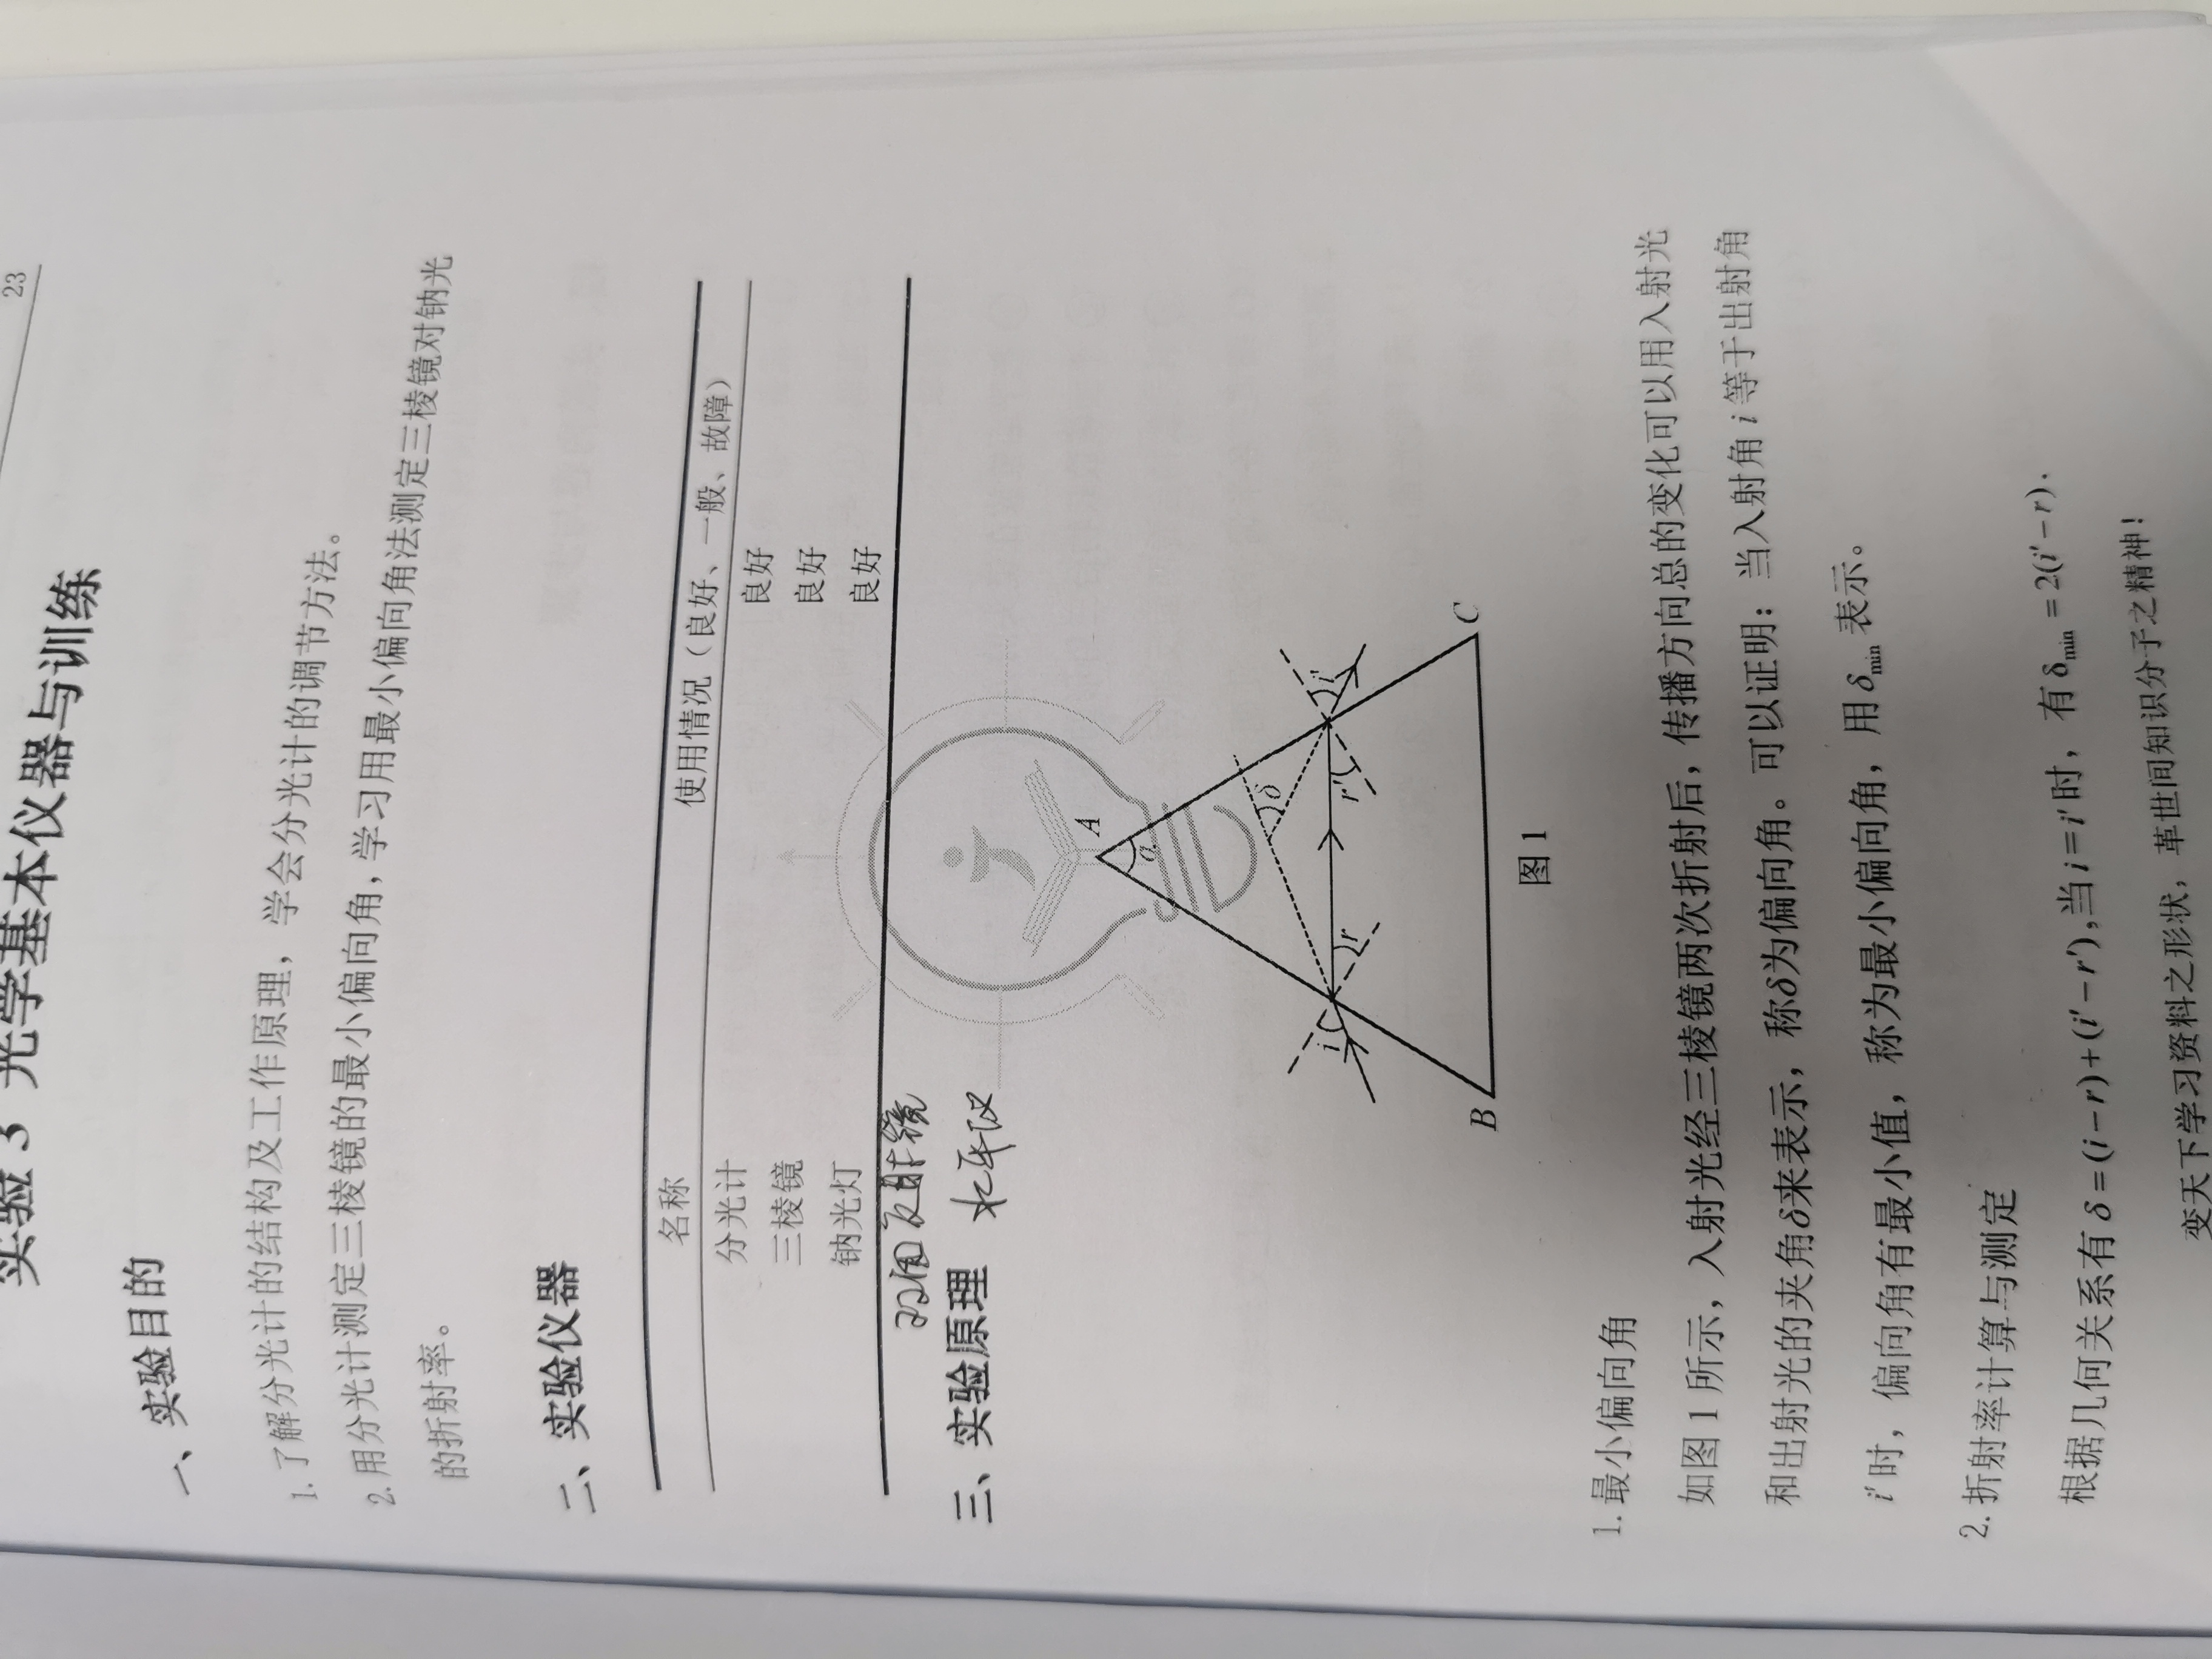 23
实验 3 光学基本仪器与训练
一、实验目的
1. 了解分光计的结构及工作原理，学会分光计的调节方法。
2. 用分光计测定三棱镜的最小偏向角，学习用最小偏向角法测定三棱镜对钠光
的折射率。
二、实验仪器
名称 使用情况（良好、一般、故障）
分光计 良好
三棱镜 良好
钠光灯 良好
双面反射镜
三、实验原理 水平仪
A
α
δ
i r r′ i′
B C
图 1
1. 最小偏向角
如图 1 所示，入射光经三棱镜两次折射后，传播方向总的变化可以用入射光
和出射光的夹角δ来表示，称δ为偏向角。可以证明：当入射角 i 等于出射角
i′ 时，偏向角有最小值，称为最小偏向角，用 δmin 表示。
2. 折射率计算与测定
根据几何关系有 δ = (i − r) + (i′ − r′),当 i = i′ 时，有 δmin = 2(i′ − r) .
变天下学习资料之形状，革世间知识分子之精神！